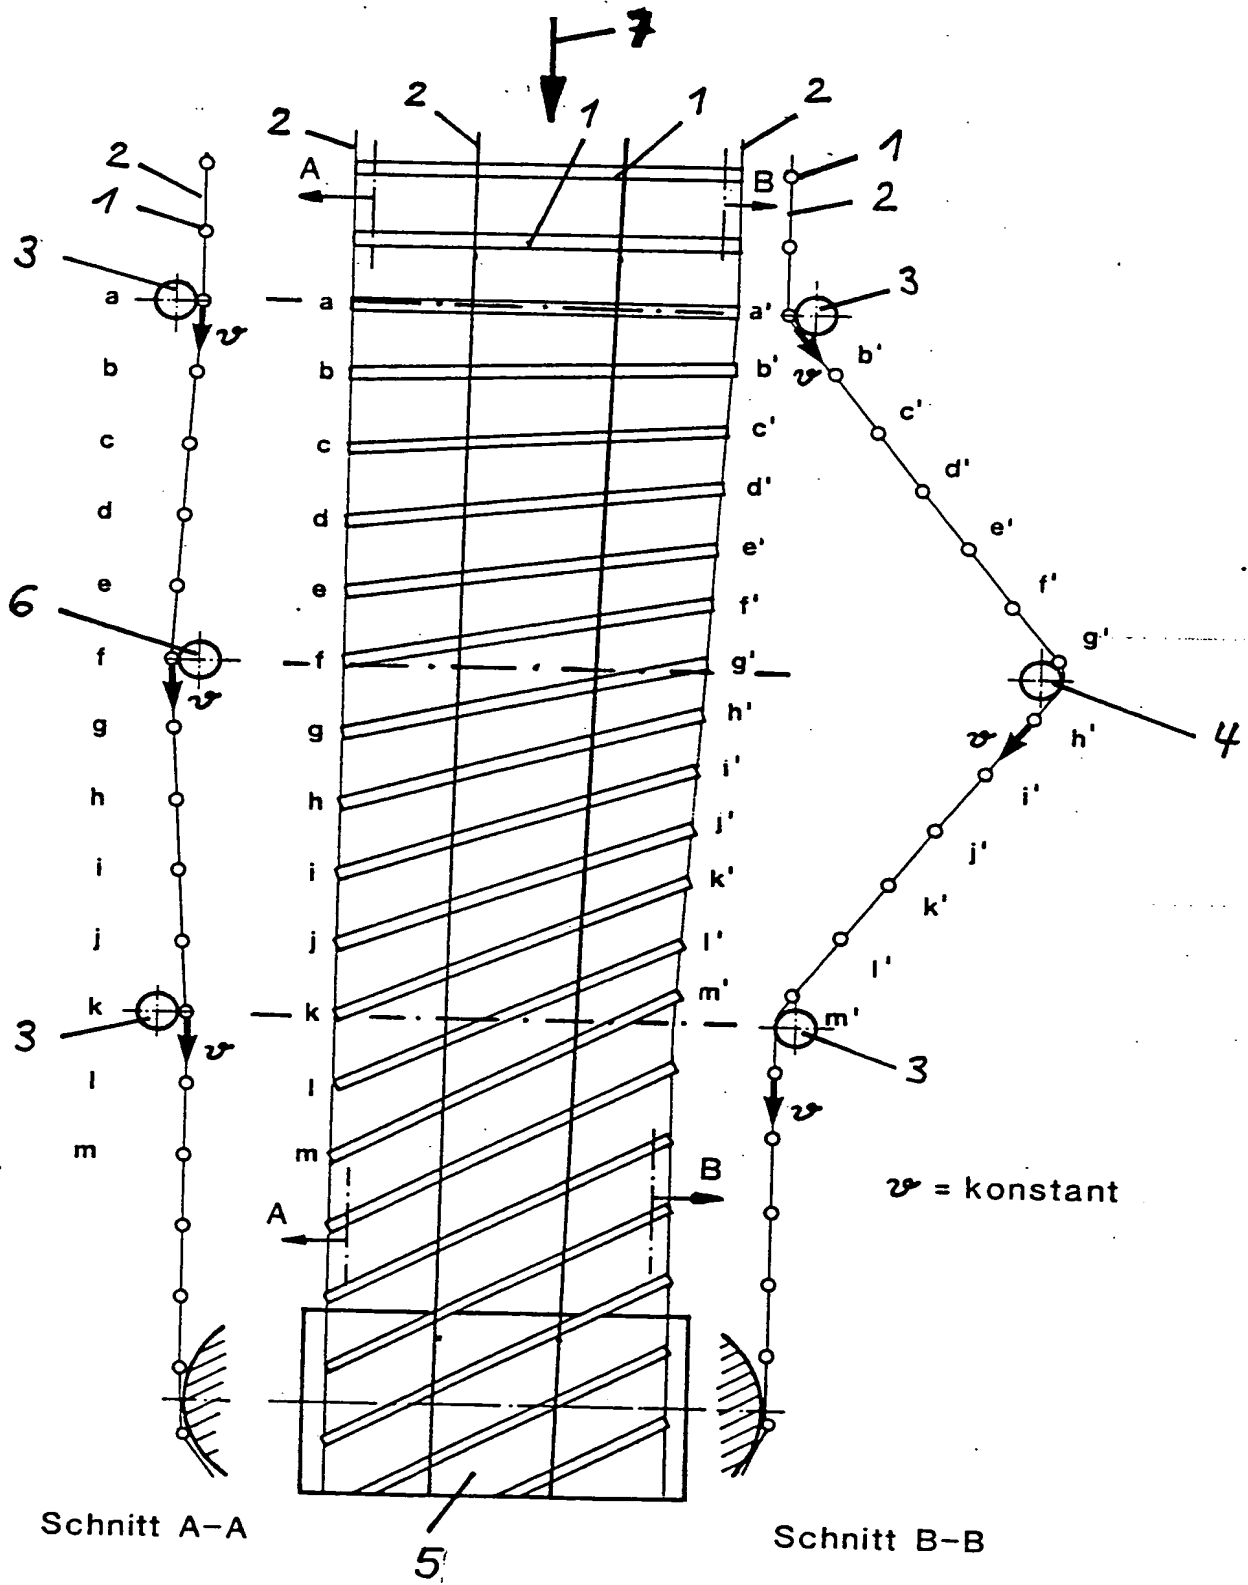 7
2 2 1 1 2
2 A B 1
1 2
3 1 3
a a a' v
v b b b' b'
v
c c c' c'
d d d' d'
e e e' e'
6 f' f'
f f g' g'
v
g g h' 4
v h'
h h i' i'
i i j' j'
j j k' k'
k k l' l'
3 m' m'
v 3
l l
v
m m
B
A v = konstant
Schnitt A-A Schnitt B-B
5